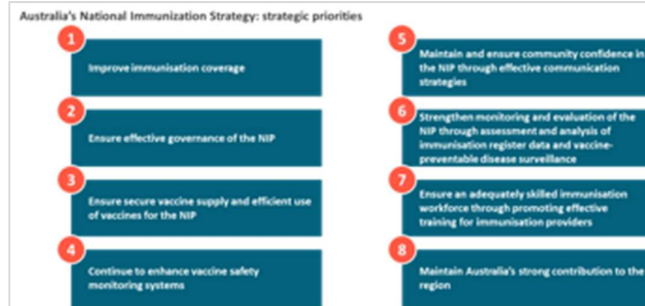 Australia's National Immunization Strategy: strategic priorities
1
Improve immunisation coverage
2
Ensure effective governance of the NIP
3
Ensure secure vaccine supply and efficient use
of vaccines for the NIP
4
Continue to enhance vaccine safety
monitoring systems
5
Maintain and ensure community confidence in
the NIP through effective communication
strategies
6
Strengthen monitoring and evaluation of the
NIP through assessment and analysis of
immunisation register data and vaccine-
preventable disease surveillance
7
Ensure an adequately skilled immunisation
workforce through promoting effective
training for immunisation providers
8
Maintain Australia's strong contribution to the
region